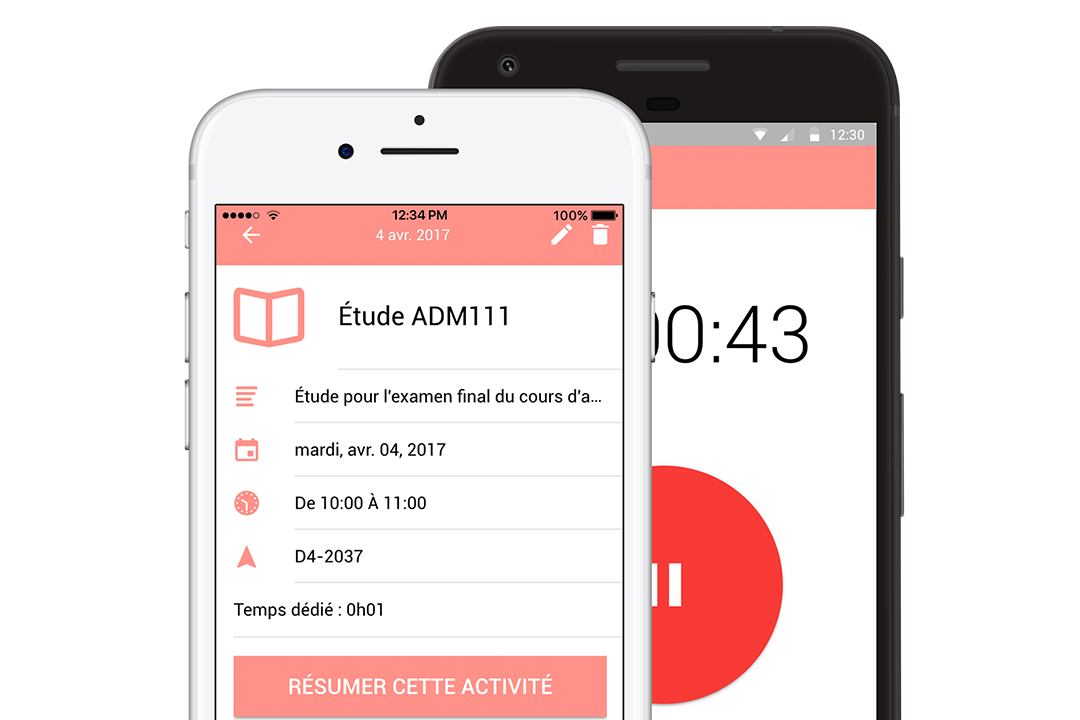 12:34 PM
100%
4 avr. 2017
Étude ADM111
Étude pour l'examen final du cours d'a...
mardi, avr. 04, 2017
De 10:00 À 11:00
D4-2037
Temps dédié : 0h01
RÉSUMER CETTE ACTIVITÉ
12:30
00:43